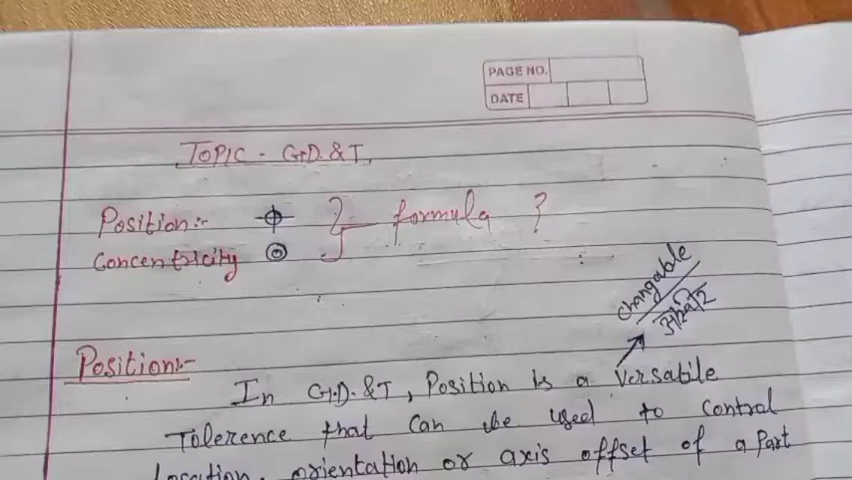 PAGE NO.
DATE
TOPIC - G.D.&T.
Position:- ⌖ } formula ?
Concentricity ◎
changable
Position:-
In G.D.&T, Position is a versatile
Tolerence that can be used to control
location, orientation or axis offset of a Part